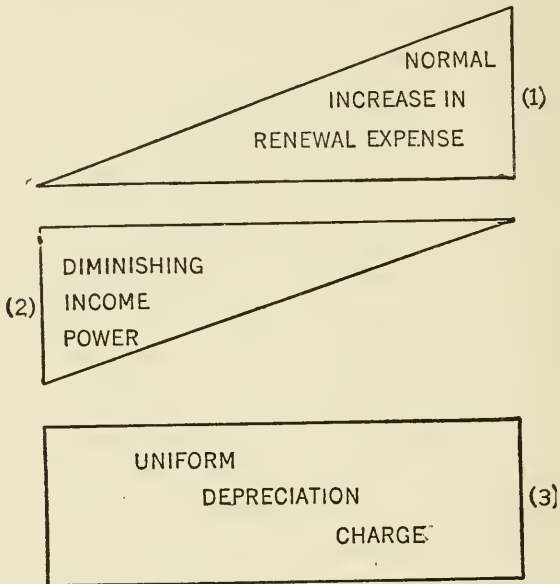 NORMAL
INCREASE IN
RENEWAL EXPENSE
(1)
DIMINISHING
INCOME
POWER
(2)
UNIFORM
DEPRECIATION
CHARGE
(3)